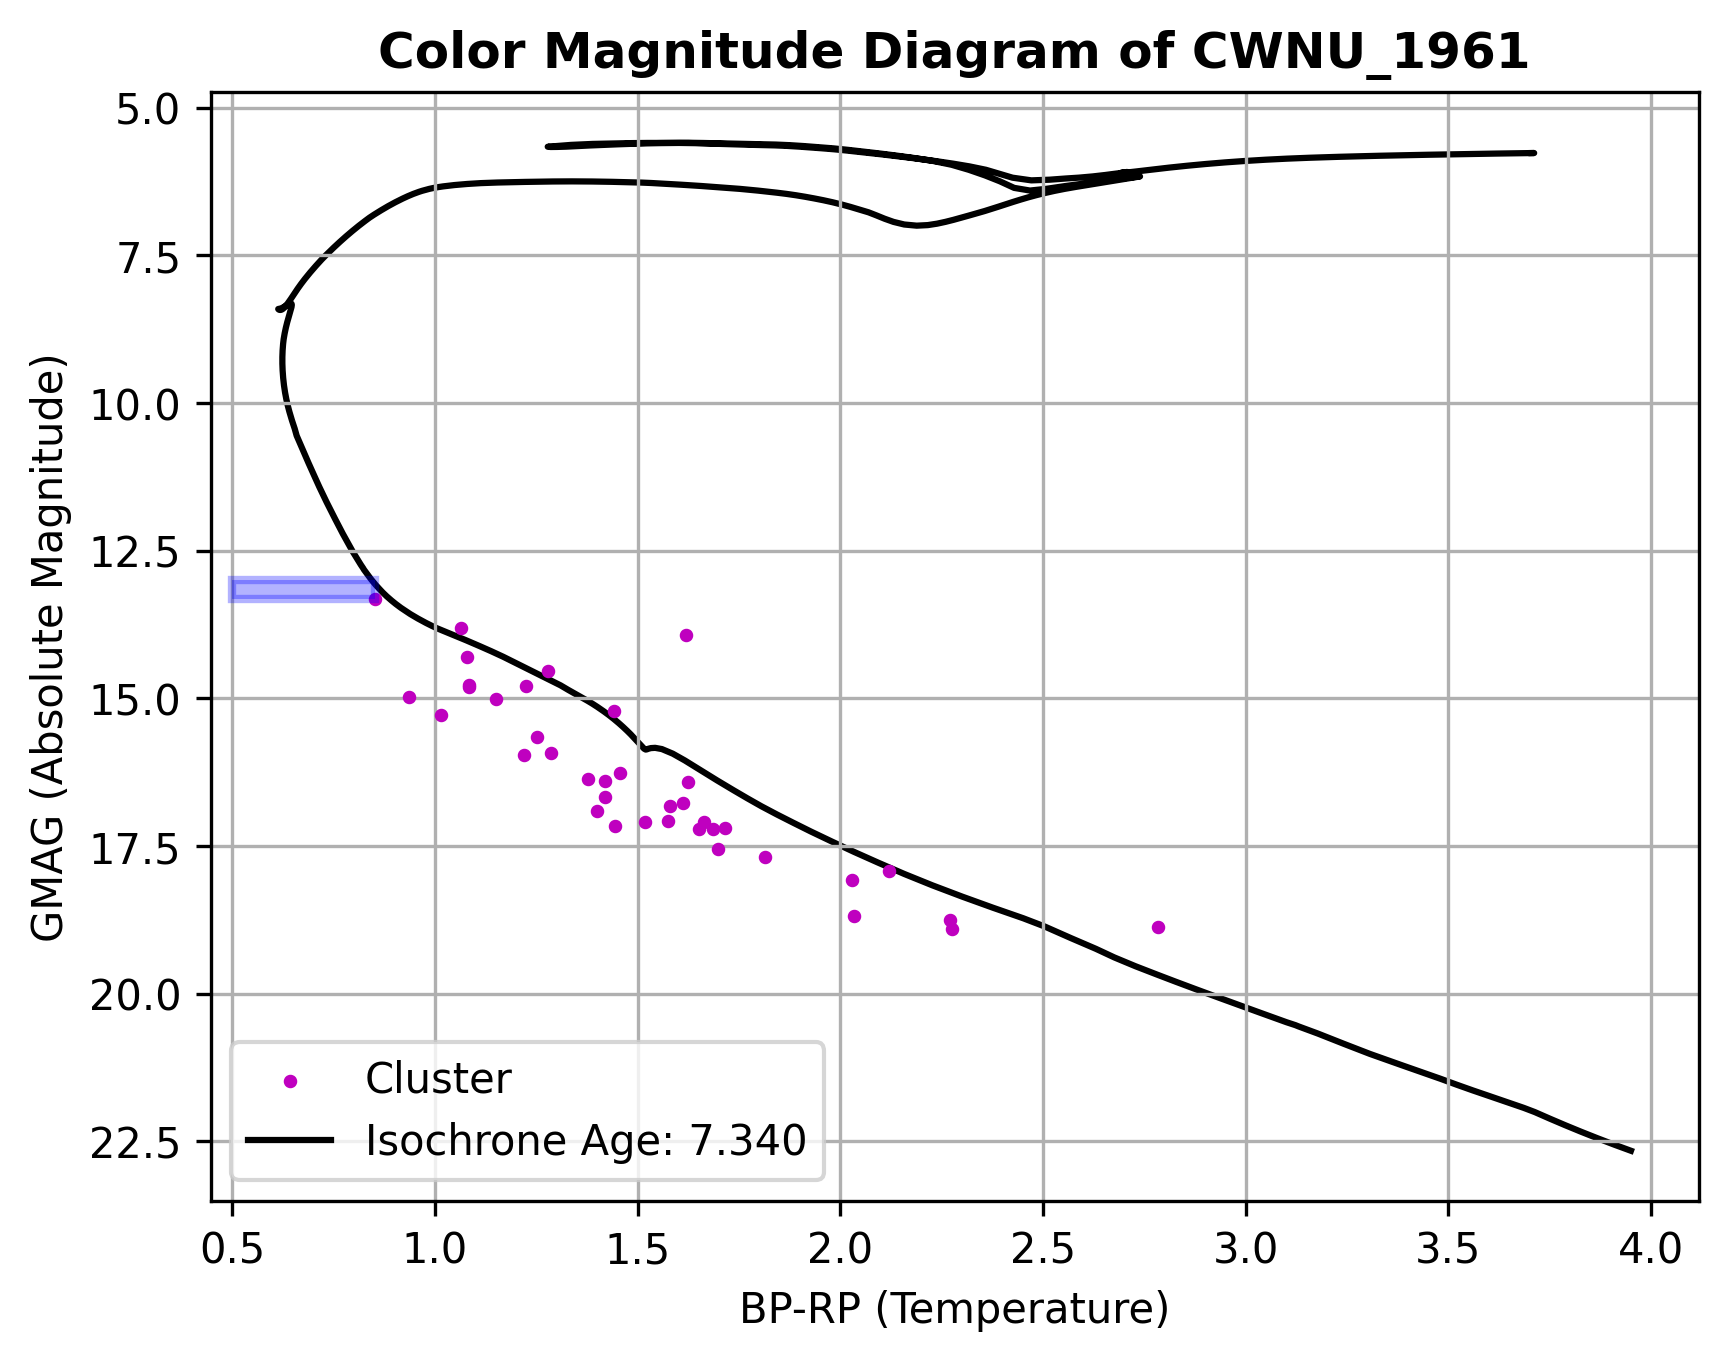 Color Magnitude Diagram of CWNU_1961
GMAG (Absolute Magnitude)
5.0
7.5
10.0
12.5
15.0
17.5
20.0
22.5
Cluster
Isochrone Age: 7.340
0.5 1.0 1.5 2.0 2.5 3.0 3.5 4.0
BP-RP (Temperature)